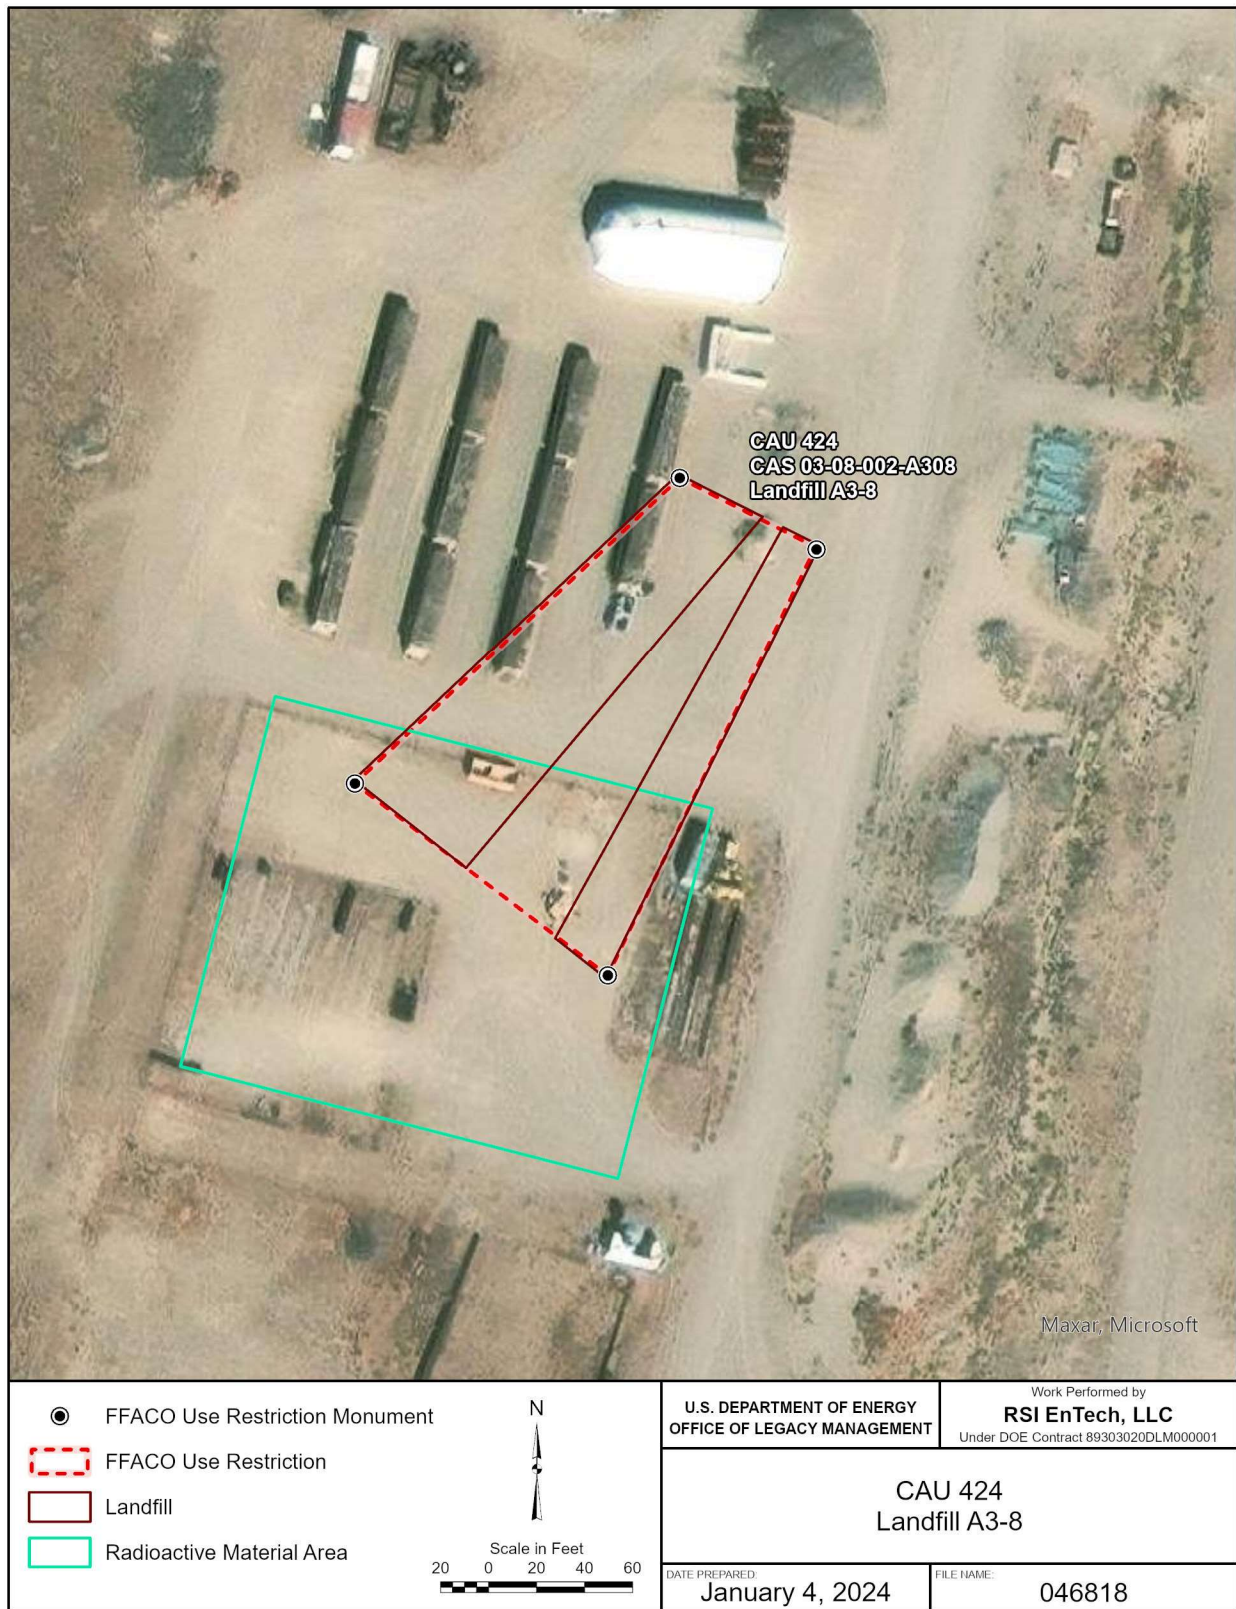 CAU 424
CAS 03-08-002-A308
Landfill A3-8
Maxar, Microsoft
FFACO Use Restriction Monument
FFACO Use Restriction
Landfill
Radioactive Material Area
N
Scale in Feet
20 0 20 40 60
U.S. DEPARTMENT OF ENERGY
OFFICE OF LEGACY MANAGEMENT
Work Performed by
RSI EnTech, LLC
Under DOE Contract 89303020DLM000001
CAU 424
Landfill A3-8
DATE PREPARED:
January 4, 2024
FILE NAME:
046818